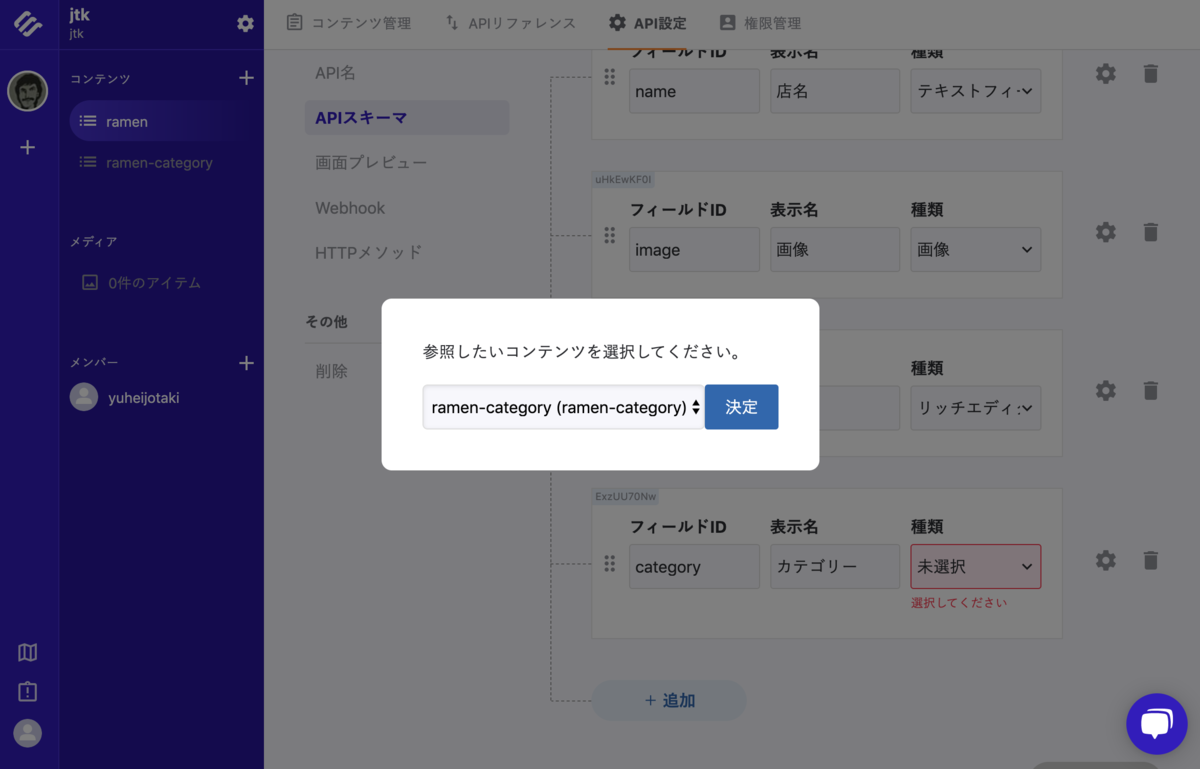 jtk
jtk
コンテンツ
ramen
ramen-category
メディア
0件のアイテム
メンバー
yuheijotaki
コンテンツ管理
APIリファレンス
API設定
権限管理
API名
APIスキーマ
画面プレビュー
Webhook
HTTPメソッド
その他
削除
フィールドID 表示名 種類
name 店名 テキストフィー
uHkEwKF0I
フィールドID 表示名 種類
image 画像 画像
参照したいコンテンツを選択してください。
ramen-category (ramen-category) 決定
種類
リッチエディタ
ExzUU70Nw
フィールドID 表示名 種類
category カテゴリー 未選択
選択してください
+ 追加